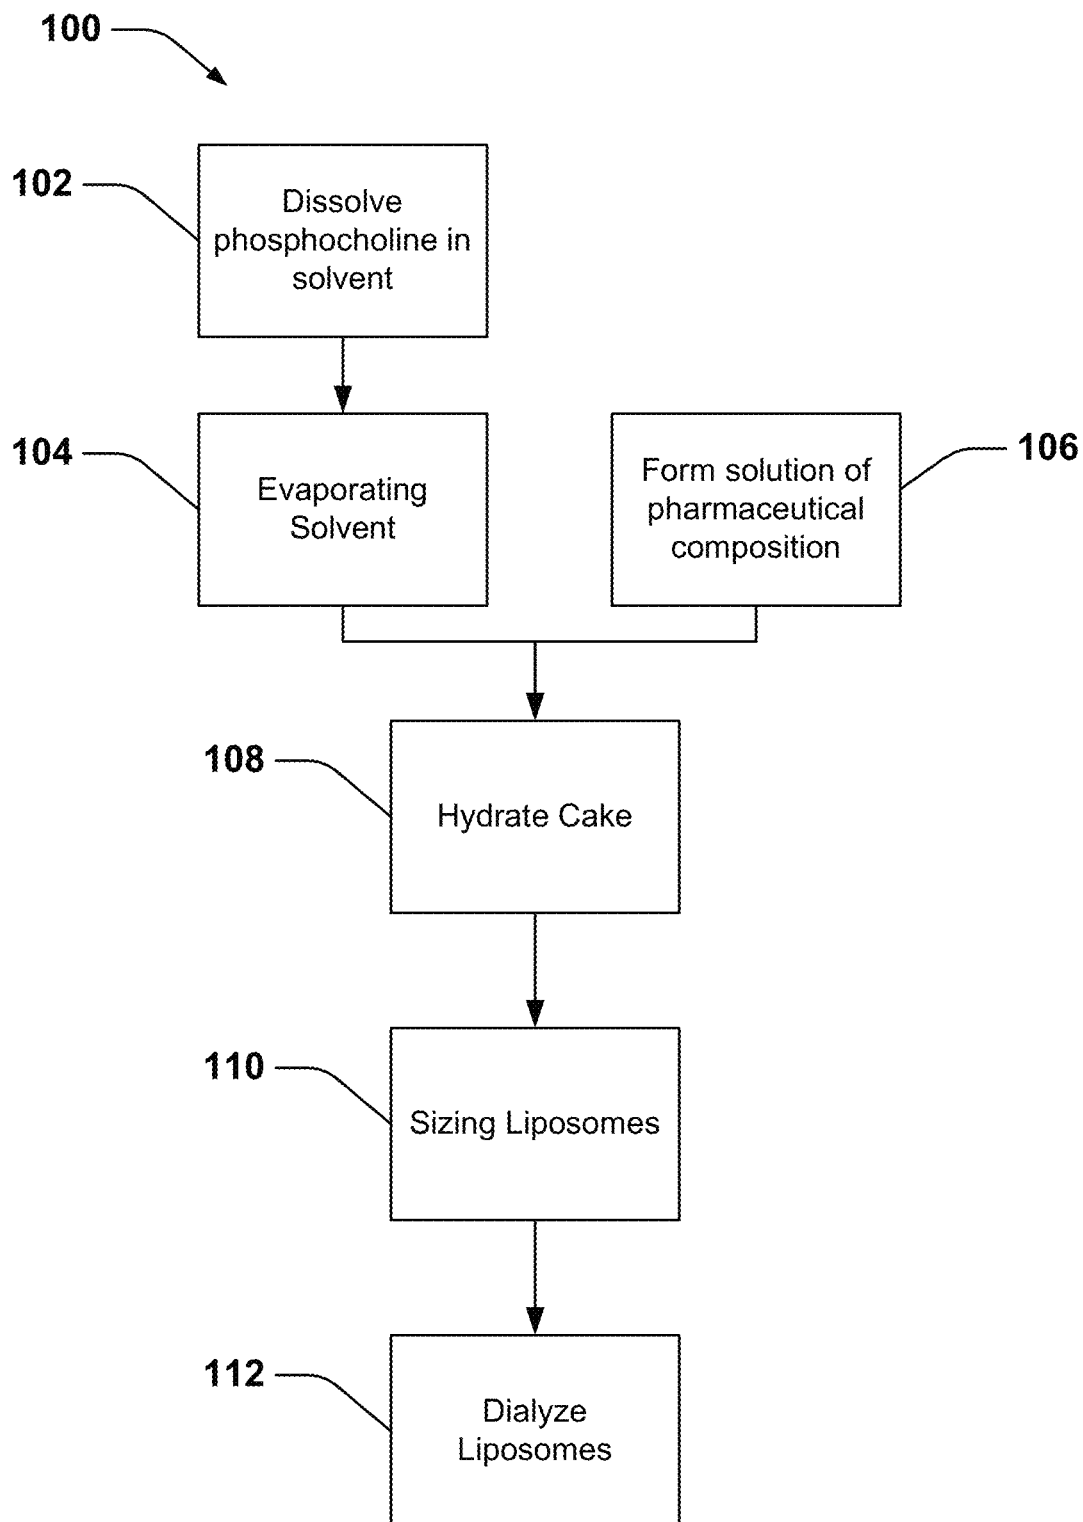 100
102
Dissolve
phosphocholine in
solvent
104
Evaporating
Solvent
106
Form solution of
pharmaceutical
composition
108
Hydrate Cake
110
Sizing Liposomes
112
Dialyze
Liposomes